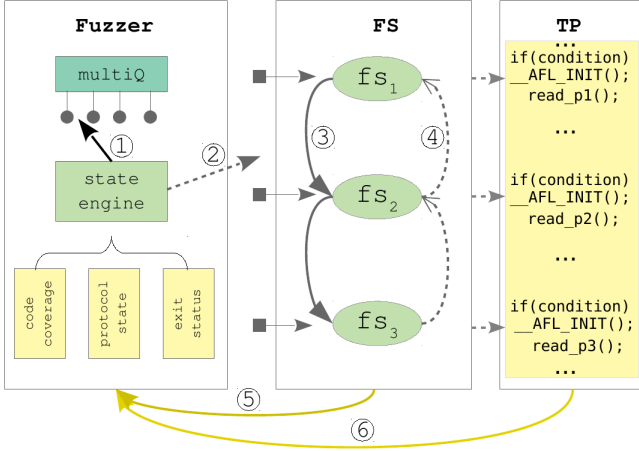 Fuzzer
multiQ
①
②
state
engine
code
coverage
protocol
state
exit
status
FS
fs1
③
④
fs2
fs3
TP
...
if(condition)
__AFL_INIT();
read_p1();
...
if(condition)
__AFL_INIT();
read_p2();
...
if(condition)
__AFL_INIT();
read_p3();
...
⑤
⑥